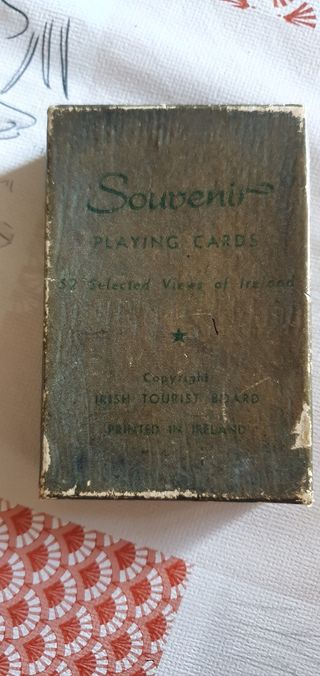 Souvenir
PLAYING CARDS
52 Selected Views of Ireland
Copyright
IRISH TOURIST BOARD
PRINTED IN IRELAND